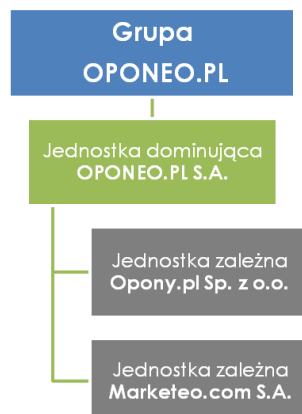 Grupa
OPONEO.PL
Jednostka dominująca
OPONEO.PL S.A.
Jednostka zależna
Opony.pl Sp. z o.o.
Jednostka zależna
Marketeo.com S.A.